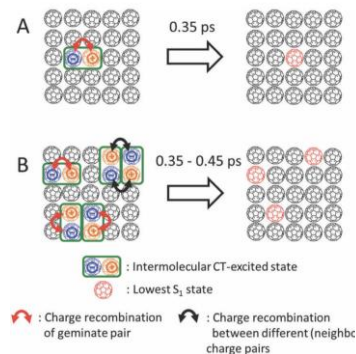 A
0.35 ps
B
0.35 - 0.45 ps
: Intermolecular CT-excited state
: Lowest S₁ state
: Charge recombination
of geminate pair
: Charge recombination
between different (neighbo
charge pairs